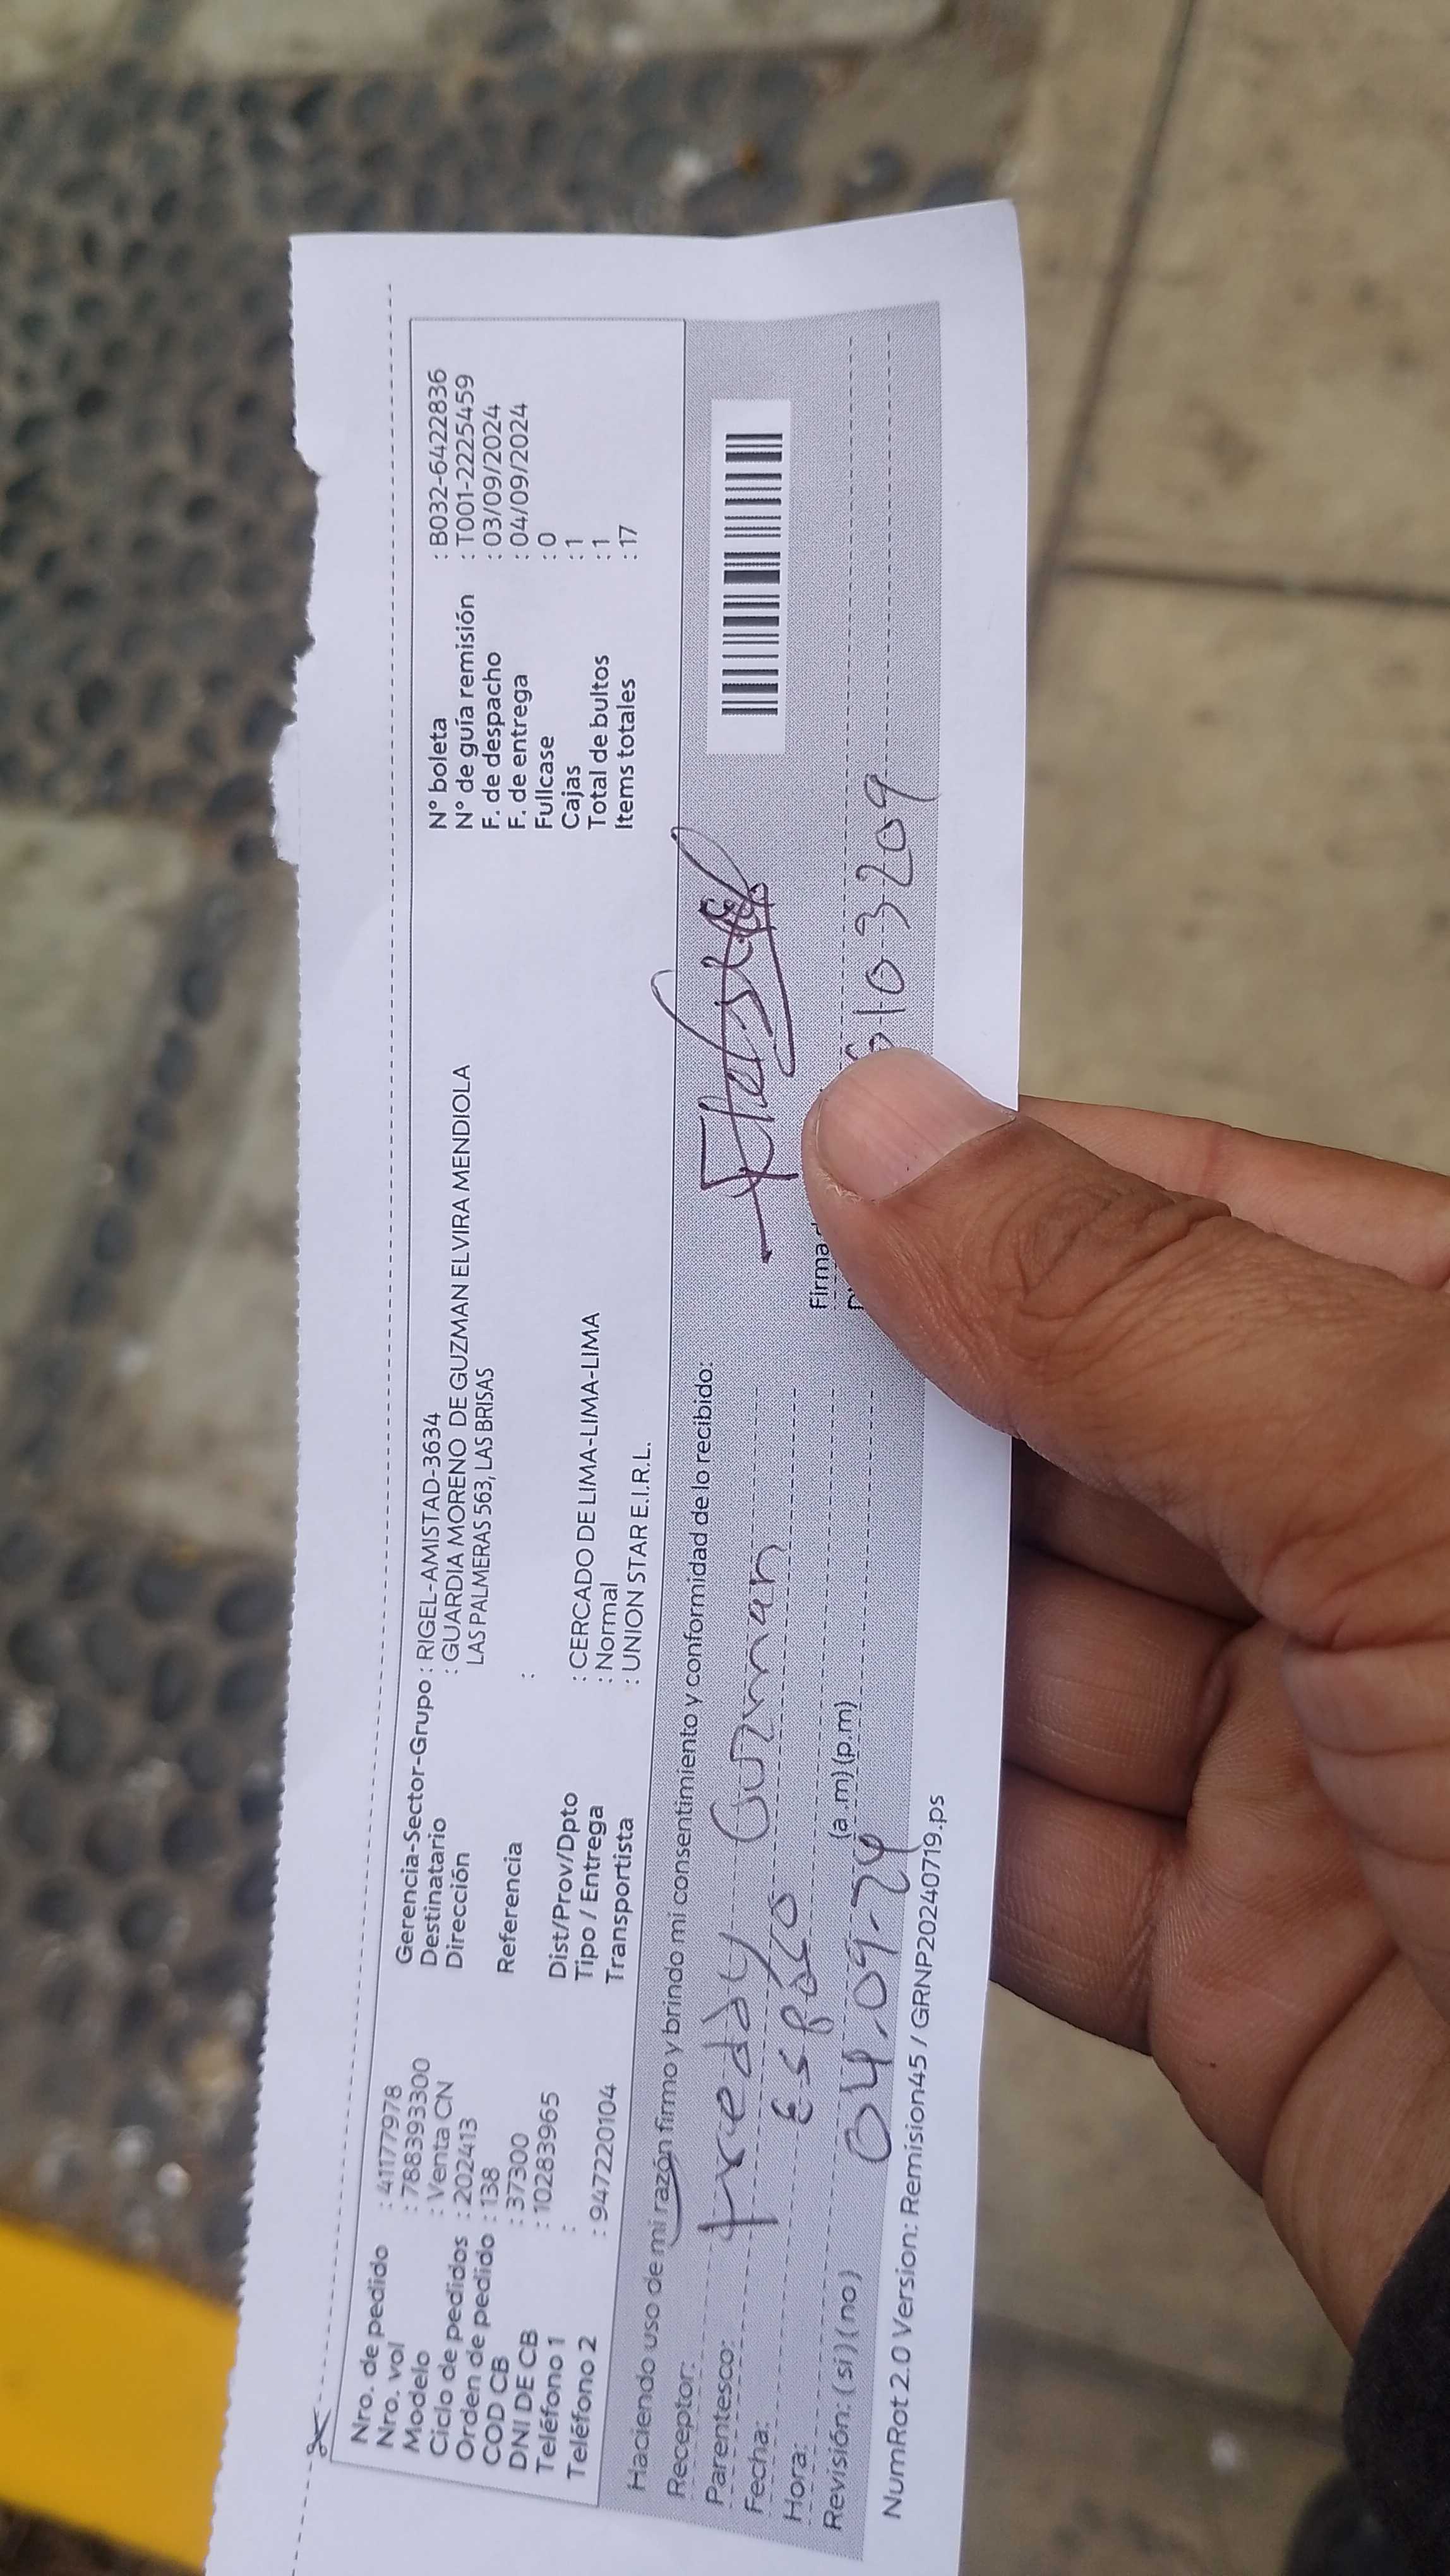 Nro. de pedido : 41177978
Nro. vol : 788393300
Modelo : Venta CN
Ciclo de pedidos : 202413
Orden de pedido : 138
COD CB : 37300
DNI DE CB : 10283965
Teléfono 1 :
Teléfono 2 : 947220104
Gerencia-Sector-Grupo : RIGEL-AMISTAD-3634
Destinatario : GUARDIA MORENO DE GUZMAN ELVIRA MENDIOLA
Dirección LAS PALMERAS 563, LAS BRISAS
Referencia :
Dist/Prov/Dpto : CERCADO DE LIMA-LIMA-LIMA
Tipo / Entrega : Normal
Transportista : UNION STAR E.I.R.L.
N° boleta : B032-6422836
N° de guía remisión : T001-2225459
F. de despacho : 03/09/2024
F. de entrega : 04/09/2024
Fullcase : 0
Cajas : 1
Total de bultos : 1
Items totales : 17
Haciendo uso de mi razón firmo y brindo mi consentimiento y conformidad de lo recibido:
Receptor: Freddy Guzman
Parentesco: Esposo
Fecha: 04.09.24
Hora: (a.m) (p.m)
Revisión: (si) (no)
Firma
6103209
NumRot 2.0 Version: Remision45 / GRNP20240719.ps